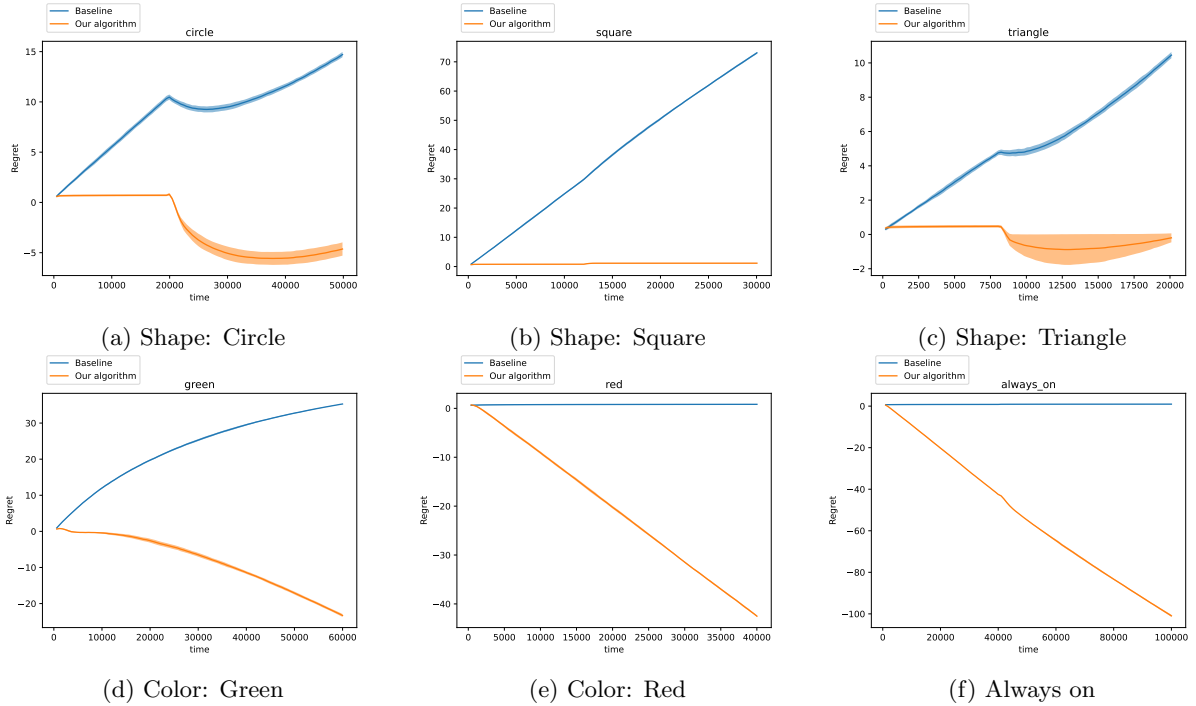 Baseline
Our algorithm
circle
15
10
5
0
−5
Regret
0 10000 20000 30000 40000 50000
time
(a) Shape: Circle
Baseline
Our algorithm
square
70
60
50
40
30
20
10
0
Regret
0 5000 10000 15000 20000 25000 30000
time
(b) Shape: Square
Baseline
Our algorithm
triangle
10
8
6
4
2
0
−2
Regret
0 2500 5000 7500 10000 12500 15000 17500 20000
time
(c) Shape: Triangle
Baseline
Our algorithm
green
30
20
10
0
−10
−20
Regret
0 10000 20000 30000 40000 50000 60000
time
(d) Color: Green
Baseline
Our algorithm
red
0
−10
−20
−30
−40
Regret
0 5000 10000 15000 20000 25000 30000 35000 40000
time
(e) Color: Red
Baseline
Our algorithm
always_on
0
−20
−40
−60
−80
−100
Regret
0 20000 40000 60000 80000 100000
time
(f) Always on